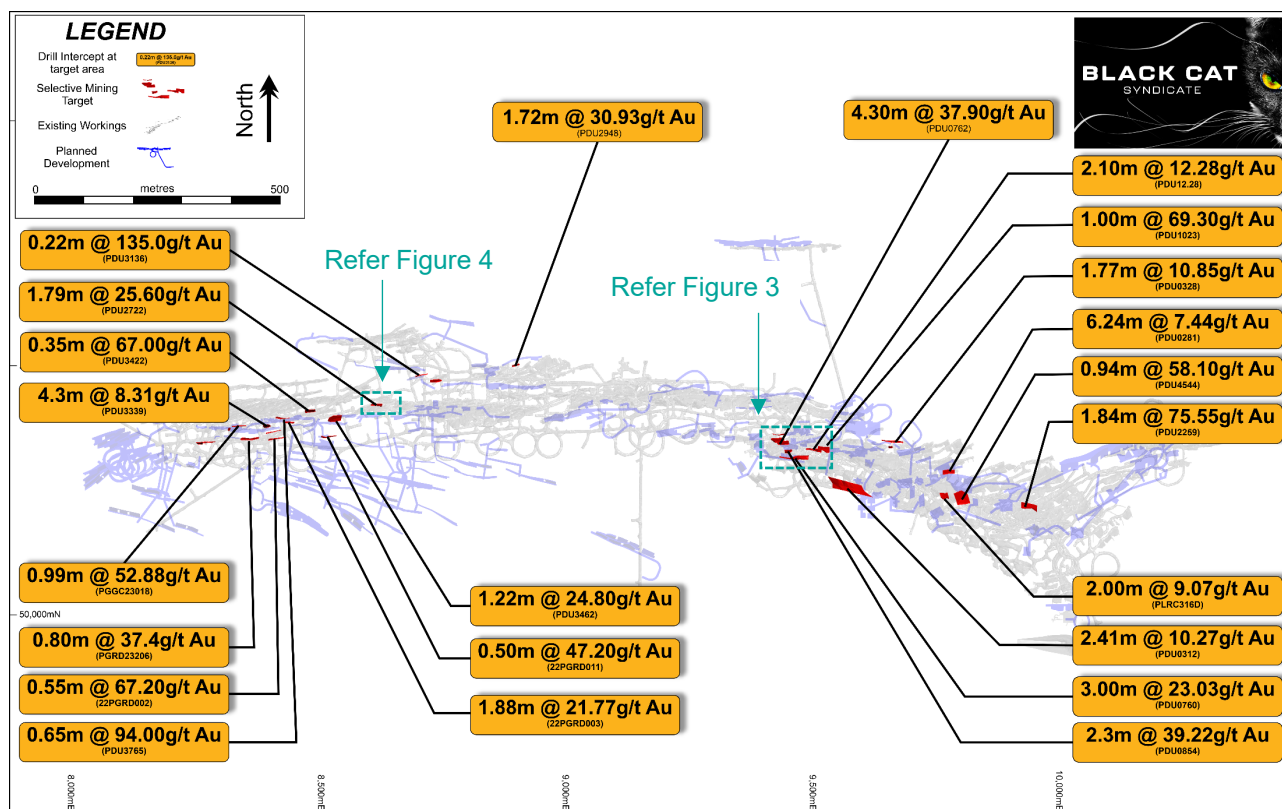 LEGEND
Drill Intercept at
target area
0.22m @ 135.0g/t Au
(PDU3136)
Selective Mining
Target
Existing Workings
Planned
Development
North
0 metres 500
BLACK CAT
SYNDICATE
1.72m @ 30.93g/t Au
(PDU2948)
4.30m @ 37.90g/t Au
(PDU0762)
2.10m @ 12.28g/t Au
(PDU12.28)
1.00m @ 69.30g/t Au
(PDU1023)
1.77m @ 10.85g/t Au
(PDU0328)
6.24m @ 7.44g/t Au
(PDU0281)
0.94m @ 58.10g/t Au
(PDU4544)
1.84m @ 75.55g/t Au
(PDU2259)
0.22m @ 135.0g/t Au
(PDU3136)
1.79m @ 25.60g/t Au
(PDU2722)
0.35m @ 67.00g/t Au
(PDU3422)
4.3m @ 8.31g/t Au
(PDU3339)
Refer Figure 4
Refer Figure 3
0.99m @ 52.88g/t Au
(PGGC23018)
50,000mN
0.80m @ 37.4g/t Au
(PGRD23206)
0.55m @ 67.20g/t Au
(22PGRD002)
0.65m @ 94.00g/t Au
(PDU3765)
1.22m @ 24.80g/t Au
(PDU3462)
0.50m @ 47.20g/t Au
(22PGRD011)
1.88m @ 21.77g/t Au
(22PGRD003)
2.00m @ 9.07g/t Au
(PLRC316D)
2.41m @ 10.27g/t Au
(PDU0312)
3.00m @ 23.03g/t Au
(PDU0760)
2.3m @ 39.22g/t Au
(PDU0854)
8,000mE
8,500mE
9,000mE
9,500mE
10,000mE